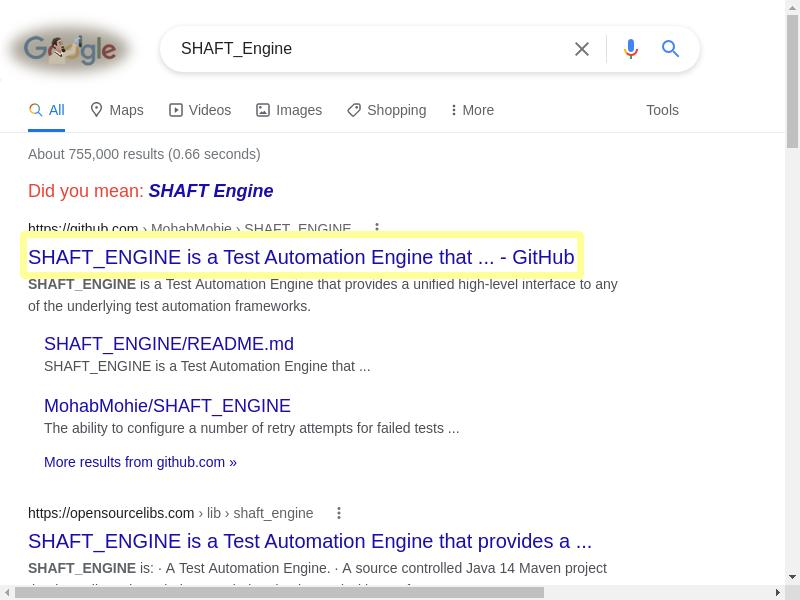 Google
SHAFT_Engine
All Maps Videos Images Shopping More Tools
About 755,000 results (0.66 seconds)
Did you mean: SHAFT Engine
https://github.com › MohabMohie › SHAFT_ENGINE
SHAFT_ENGINE is a Test Automation Engine that ... - GitHub
SHAFT_ENGINE is a Test Automation Engine that provides a unified high-level interface to any
of the underlying test automation frameworks.
SHAFT_ENGINE/README.md
SHAFT_ENGINE is a Test Automation Engine that ...
MohabMohie/SHAFT_ENGINE
The ability to configure a number of retry attempts for failed tests ...
More results from github.com »
https://opensourcelibs.com › lib › shaft_engine
SHAFT_ENGINE is a Test Automation Engine that provides a ...
SHAFT_ENGINE is: · A Test Automation Engine. · A source controlled Java 14 Maven project